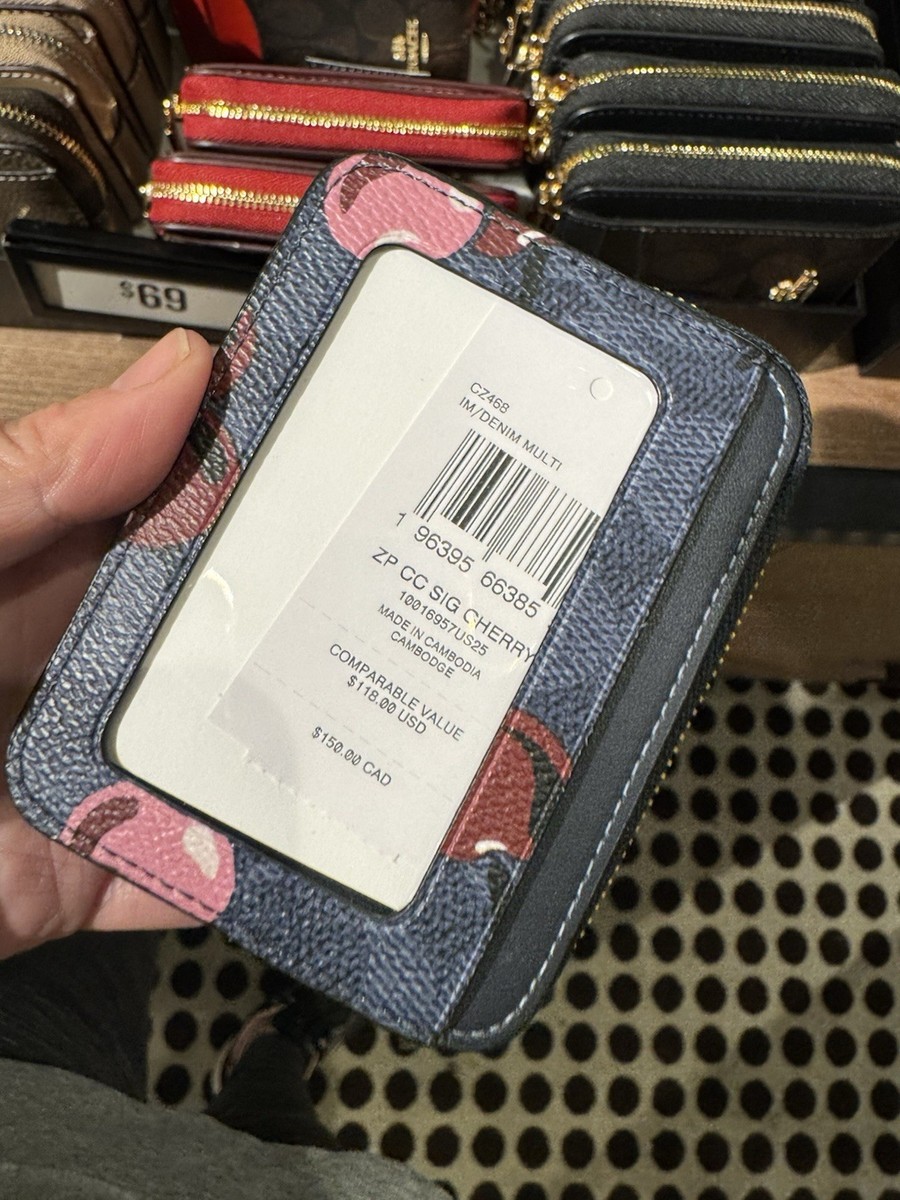 $69
CZ468
IM/DENIM MULTI
1 96395 66385
ZP CC SIG CHERRY
10016957US25
MADE IN CAMBODIA
CAMBODGE
COMPARABLE VALUE
$118.00 USD
$150.00 CAD